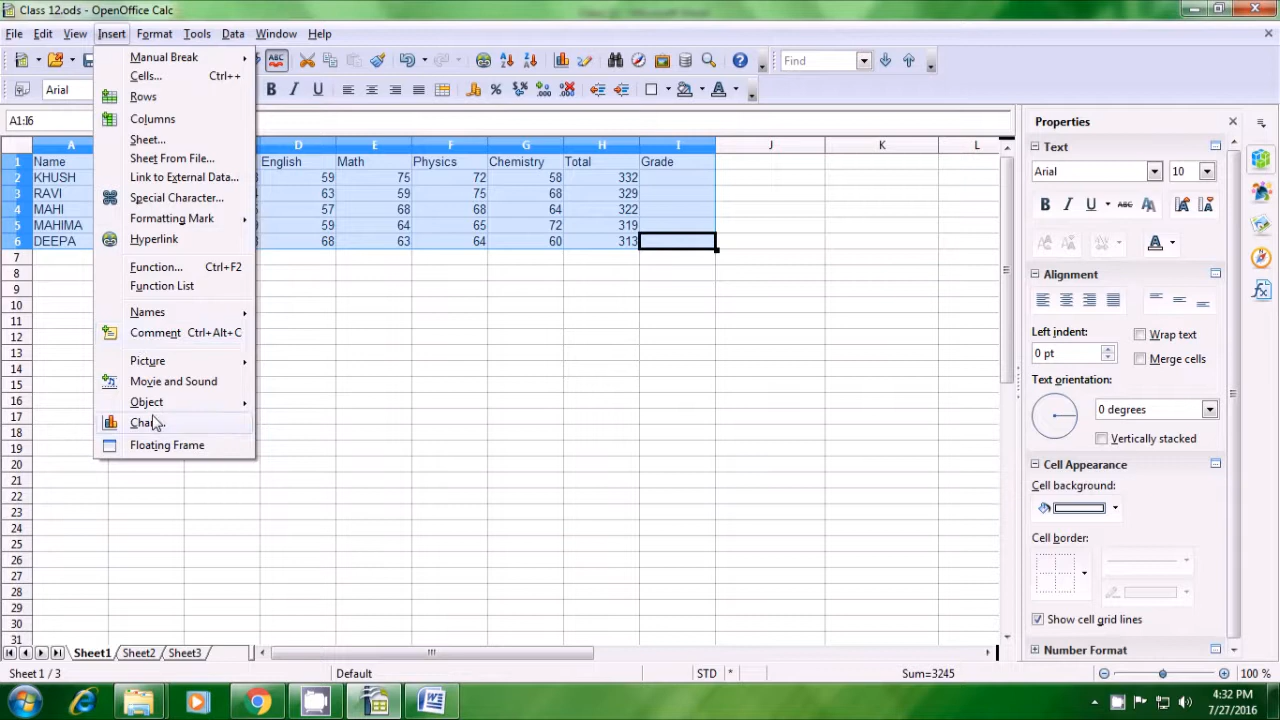 Class 12.ods - OpenOffice Calc
File Edit View Insert Format Tools Data Window Help
Find
Arial
A1:I6
Manual Break
Cells... Ctrl++
Rows
Columns
Sheet...
Sheet From File...
Link to External Data...
Special Character...
Formatting Mark
Hyperlink
Function... Ctrl+F2
Function List
Names
Comment Ctrl+Alt+C
Picture
Movie and Sound
Object
Floating Frame
A D E F G H I J K L
1 Name English Math Physics Chemistry Total Grade
2 KHUSH 59 75 72 58 332
3 RAVI 63 75 68 329
4 MAHI 57 68 68 64 322
5 MAHIMA 59 64 65 72 319
6 DEEPA 68 63 64 60 313
7
8
9
10
11
12
13
14
15
16
17
18
19
20
21
22
23
24
25
26
27
28
29
30
31
Properties
Text
Arial 10
B I U ABC A
Alignment
Left indent:
0 pt
Wrap text
Merge cells
Text orientation:
0 degrees
Vertically stacked
Cell Appearance
Cell background:
Cell border:
Show cell grid lines
Number Format
Sheet1 Sheet2 Sheet3
Sheet 1 / 3 Default STD * Sum=3245 100 %
4:32 PM
7/27/2016